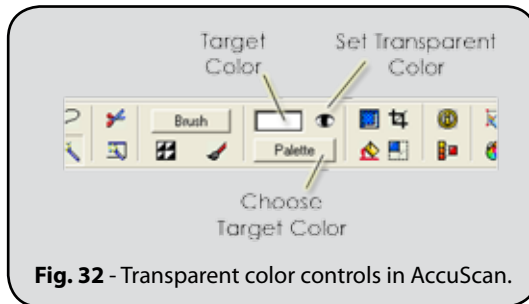 Target
Color
Set Transparent
Color
Brush
Palette
Choose
Target Color
Fig. 32 - Transparent color controls in AccuScan.